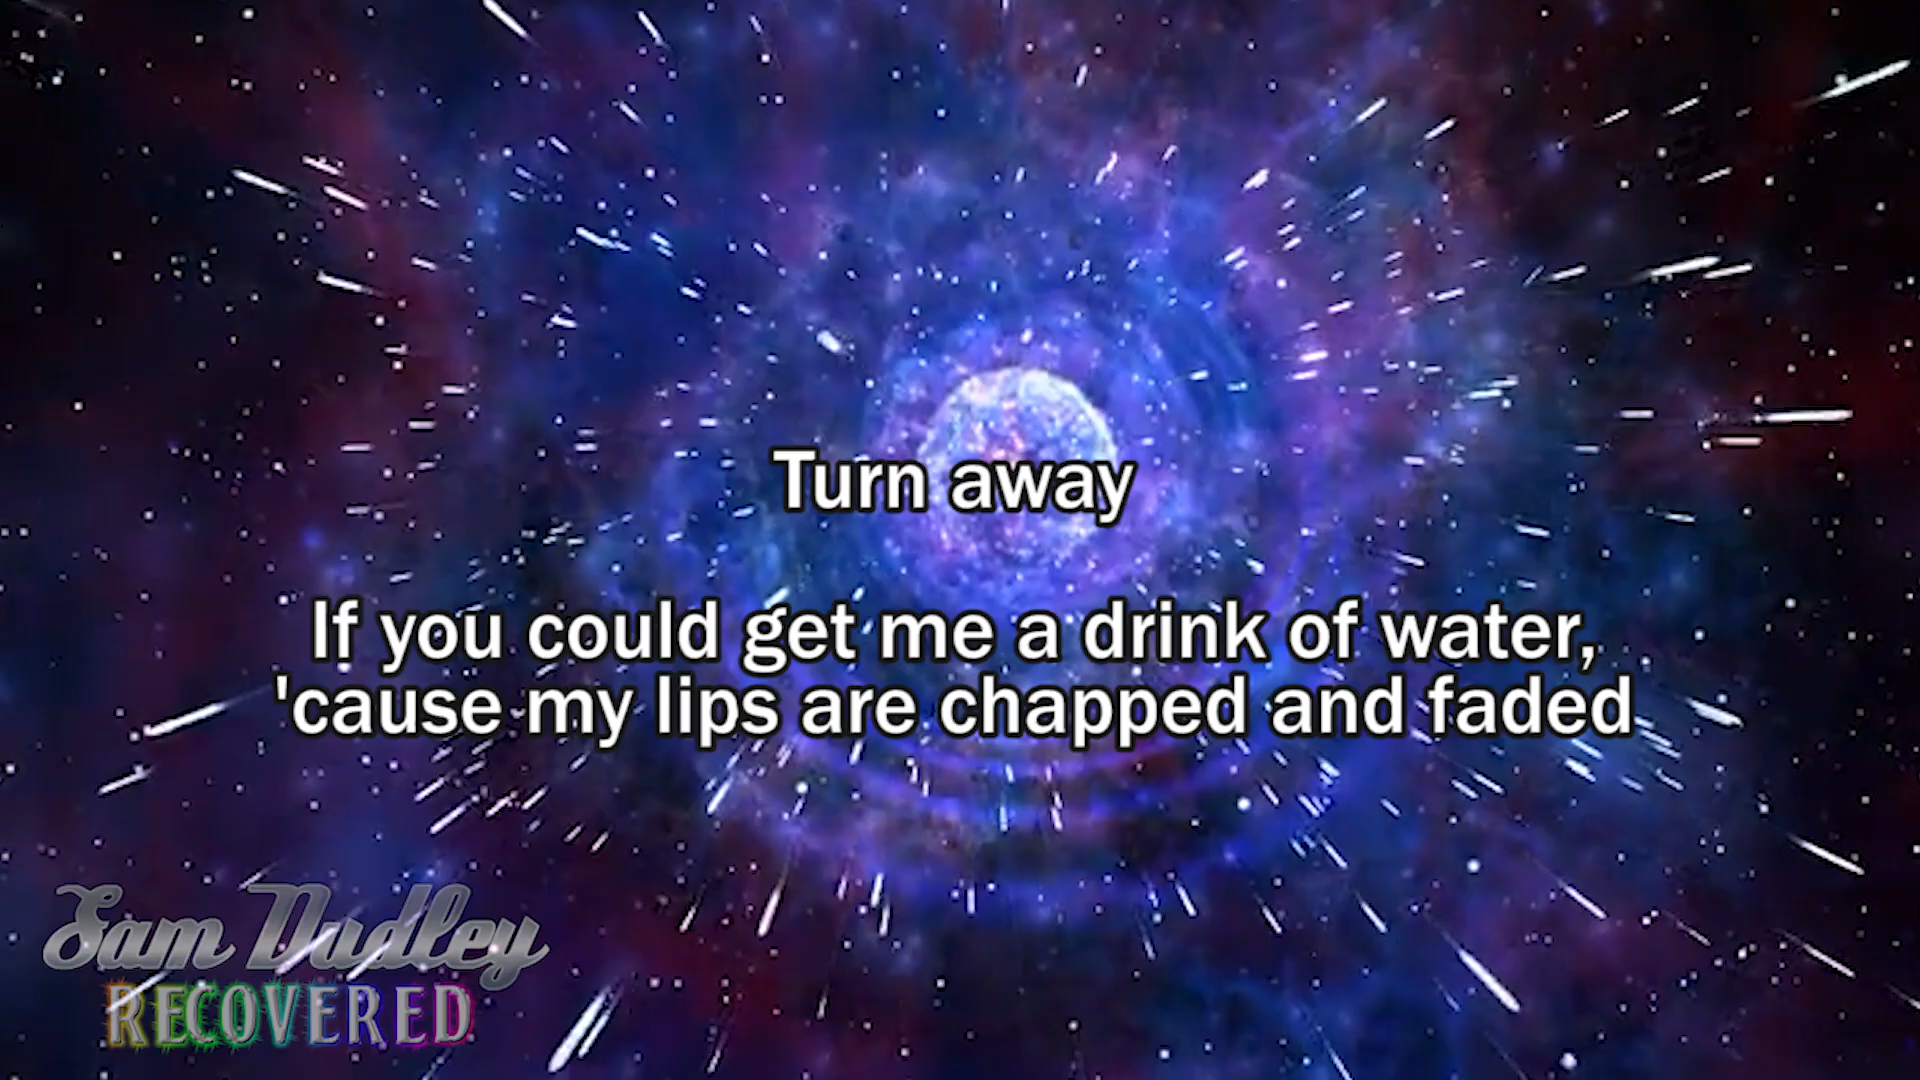 Turn away
If you could get me a drink of water,
'cause my lips are chapped and faded
Sam Dudley
RECOVERED